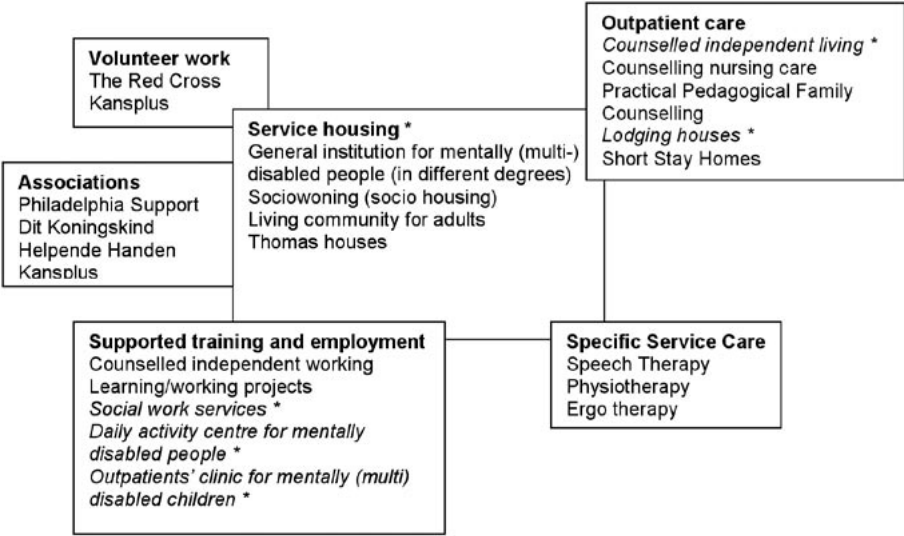 Volunteer work
The Red Cross
Kansplus
Outpatient care
Counselled independent living *
Counselling nursing care
Practical Pedagogical Family
Counselling
Lodging houses *
Short Stay Homes
Service housing *
General institution for mentally (multi-)
disabled people (in different degrees)
Sociowoning (socio housing)
Living community for adults
Thomas houses
Associations
Philadelphia Support
Dit Koningskind
Helpende Handen
Kansplus
Supported training and employment
Counselled independent working
Learning/working projects
Social work services *
Daily activity centre for mentally
disabled people *
Outpatients’ clinic for mentally (multi)
disabled children *
Specific Service Care
Speech Therapy
Physiotherapy
Ergo therapy